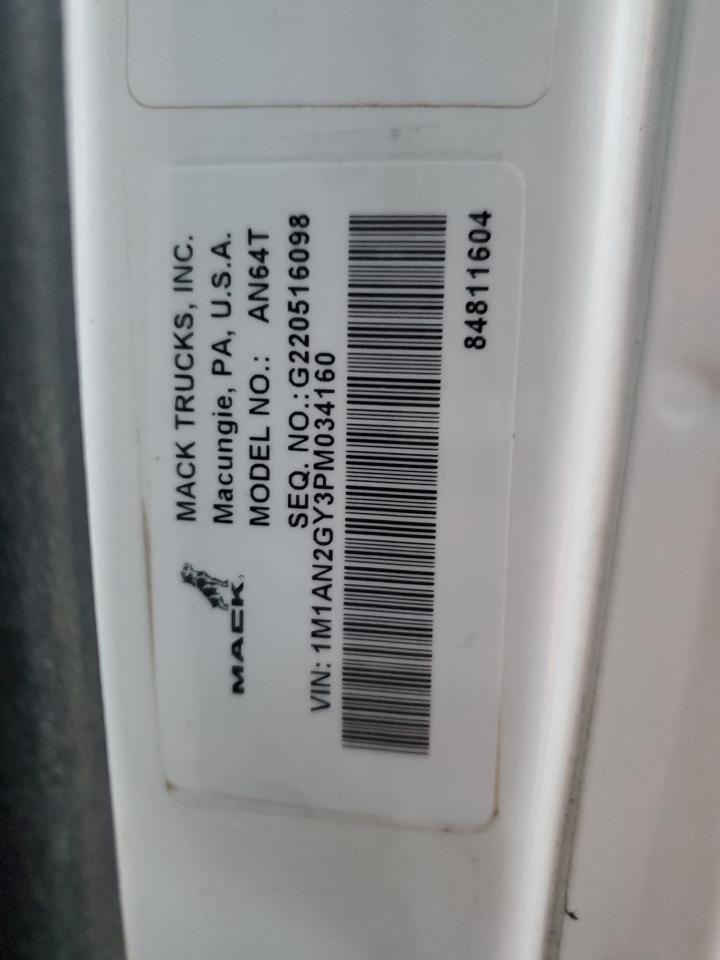 MACK TRUCKS, INC.
Macungie, PA, U.S.A.
MODEL NO.: AN64T
SEQ. NO.: G220516098
MACK
VIN: 1M1AN2GY3PM034160
84811604